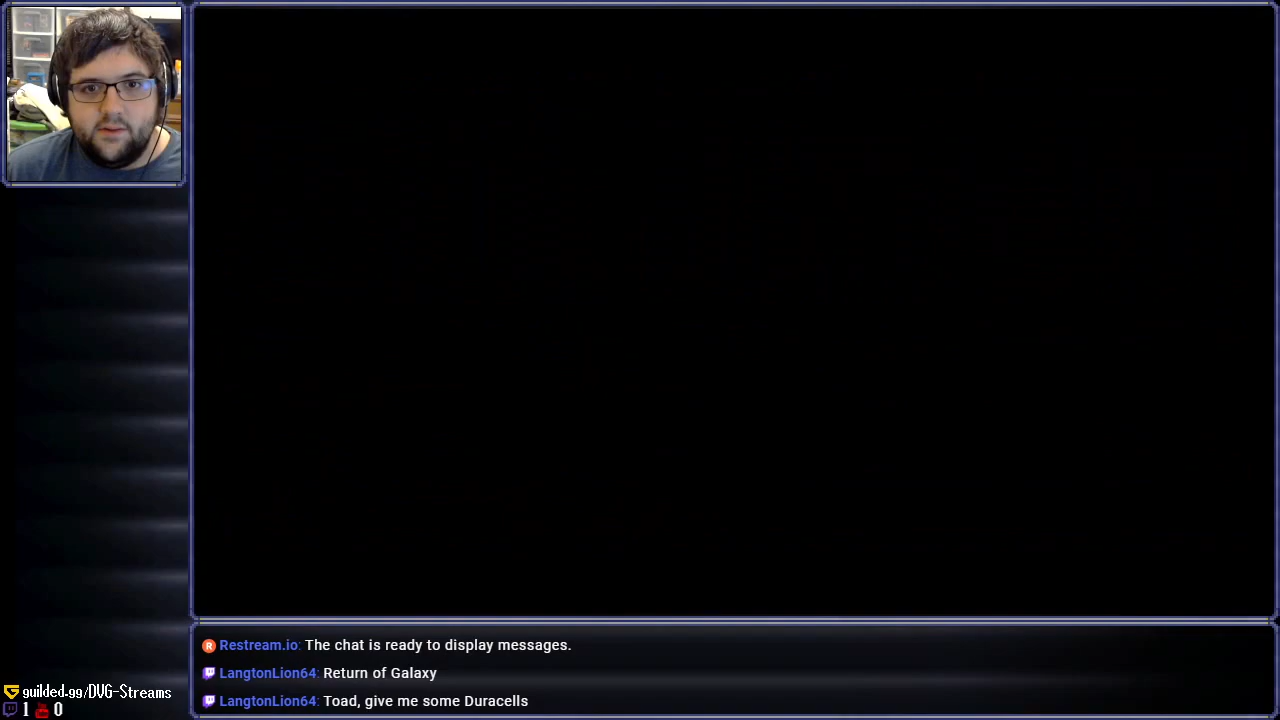 Restream.io: The chat is ready to display messages.
LangtonLion64: Return of Galaxy
LangtonLion64: Toad, give me some Duracells
guilded.gg/DVG-Streams
1 0